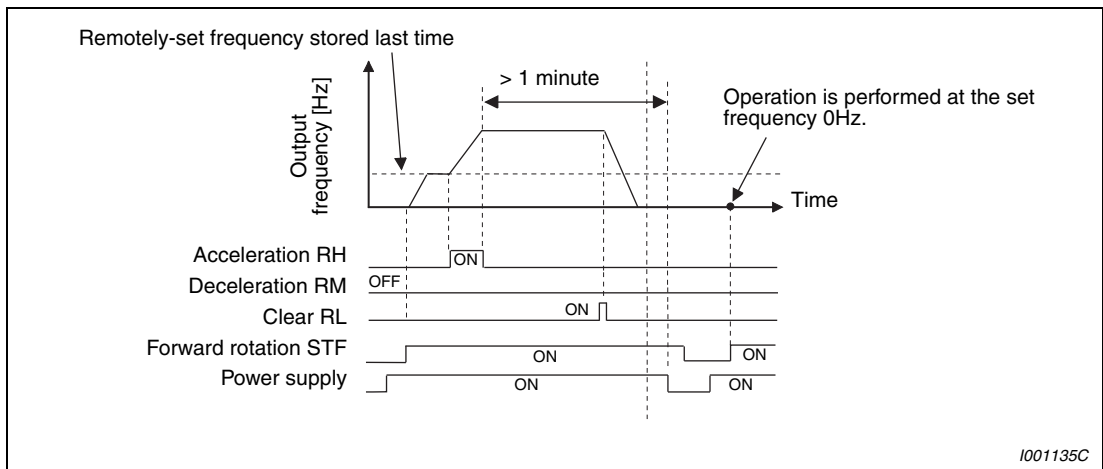 Remotely-set frequency stored last time
> 1 minute
Operation is performed at the set
frequency 0Hz.
Output
frequency [Hz]
Time
Acceleration RH
ON
Deceleration RM
OFF
Clear RL
ON
Forward rotation STF
ON
ON
Power supply
ON
ON
I001135C